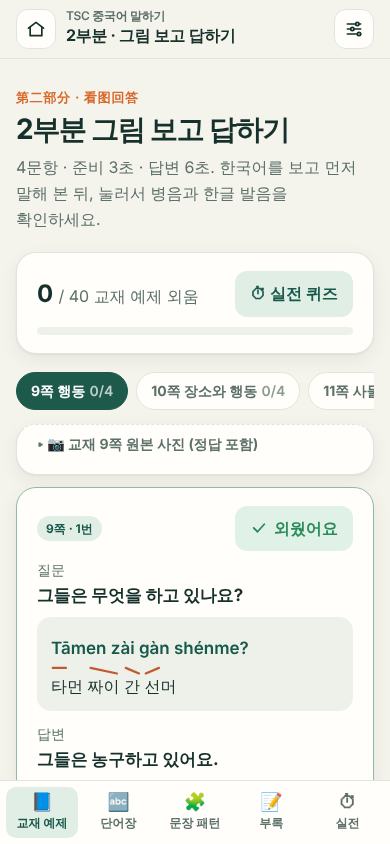 TSC 중국어 말하기
2부분 · 그림 보고 답하기
第二部分 · 看图回答
2부분 그림 보고 답하기
4문항 · 준비 3초 · 답변 6초. 한국어를 보고 먼저
말해 본 뒤, 눌러서 병음과 한글 발음을
확인하세요.
0 / 40 교재 예제 외움
⏱ 실전 퀴즈
9쪽 행동 0/4
10쪽 장소와 행동 0/4
11쪽
▸ 📷 교재 9쪽 원본 사진 (정답 포함)
9쪽 · 1번
✓ 외웠어요
질문
그들은 무엇을 하고 있나요?
Tāmen zài gàn shénme?
타먼 짜이 간 선머
답변
그들은 농구하고 있어요.
교재 예제
단어장
문장 패턴
부록
실전